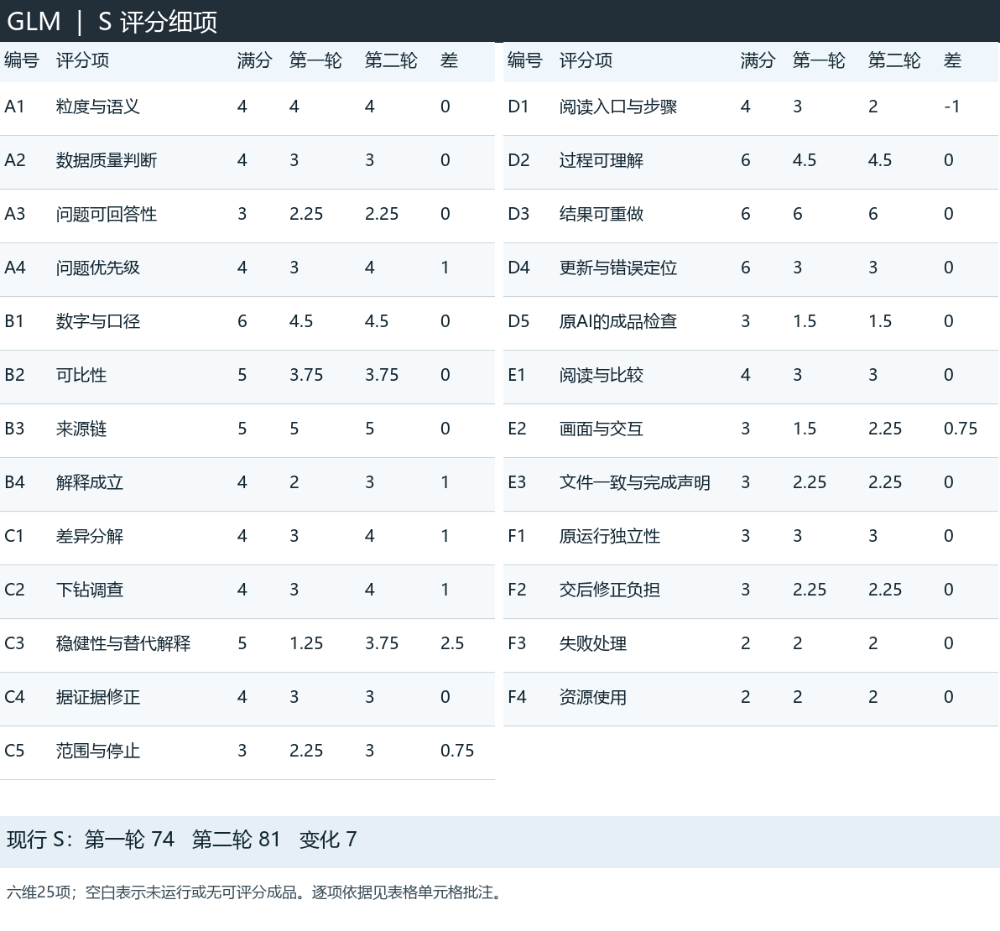 GLM ｜ S 评分细项
编号 评分项 满分 第一轮 第二轮 差
A1 粒度与语义 4 4 4 0
A2 数据质量判断 4 3 3 0
A3 问题可回答性 3 2.25 2.25 0
A4 问题优先级 4 3 4 1
B1 数字与口径 6 4.5 4.5 0
B2 可比性 5 3.75 3.75 0
B3 来源链 5 5 5 0
B4 解释成立 4 2 3 1
C1 差异分解 4 3 4 1
C2 下钻调查 4 3 4 1
C3 稳健性与替代解释 5 1.25 3.75 2.5
C4 据证据修正 4 3 3 0
C5 范围与停止 3 2.25 3 0.75
编号 评分项 满分 第一轮 第二轮 差
D1 阅读入口与步骤 4 3 2 -1
D2 过程可理解 6 4.5 4.5 0
D3 结果可重做 6 6 6 0
D4 更新与错误定位 6 3 3 0
D5 原AI的成品检查 3 1.5 1.5 0
E1 阅读与比较 4 3 3 0
E2 画面与交互 3 1.5 2.25 0.75
E3 文件一致与完成声明 3 2.25 2.25 0
F1 原运行独立性 3 3 3 0
F2 交后修正负担 3 2.25 2.25 0
F3 失败处理 2 2 2 0
F4 资源使用 2 2 2 0
现行 S：第一轮 74 第二轮 81 变化 7
六维25项；空白表示未运行或无可评分成品。逐项依据见表格单元格批注。